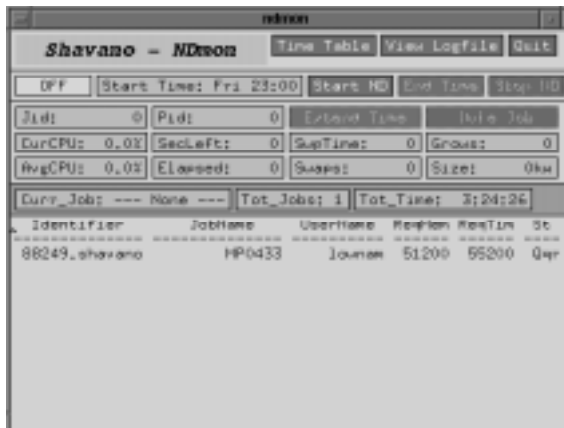 ndmon
Shavano - NDmon Time Table View Logfile Quit
OFF Start Time: Fri 23:00 Start ND End Time Stop ND
Jid: 0 Pid: 0 Extend Time Job
CurCPU: 0.0% SecLeft: 0 SwpTime: 0 Grows: 0
AvgCPU: 0.0% Elapsed: 0 Swaps: 0 Size: 0kw
Curr_Job: --- None --- Tot_Jobs: 1 Tot_Time: 3:24:26
Identifier JobName UserName ReqMem ReqTim St
88249.shavano MP0433 lownam 51200 55200 Qqr